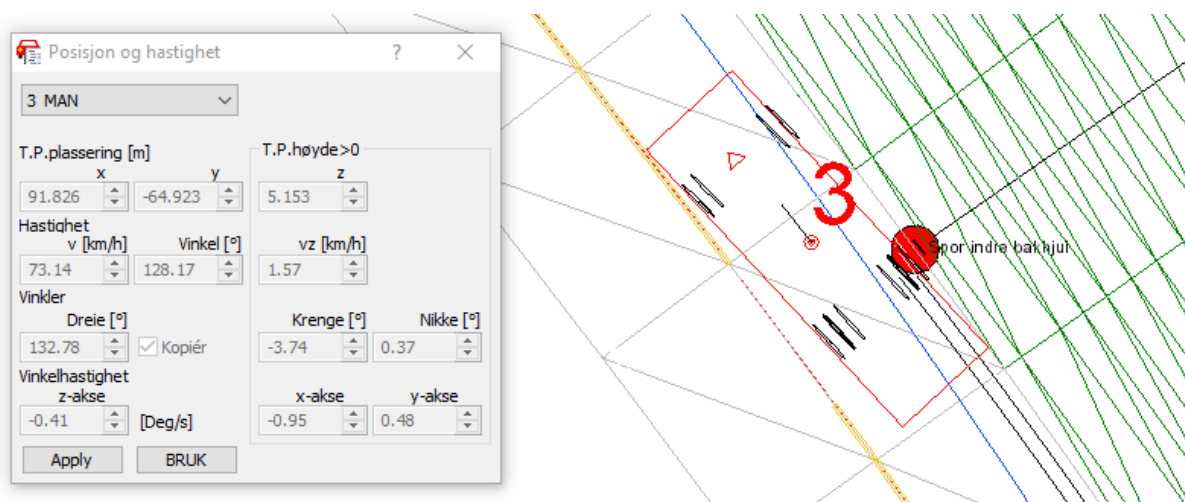 Posisjon og hastighet ? ×
3 MAN
T.P.plassering [m] T.P.høyde>0
x y z
91.826 -64.923 5.153
Hastighet
v [km/h] Vinkel [°] vz [km/h]
73.14 128.17 1.57
Vinkler
Dreie [°] Krenge [°] Nikke [°]
132.78 Kopiér -3.74 0.37
Vinkelhastighet
z-akse x-akse y-akse
-0.41 [Deg/s] -0.95 0.48
Apply BRUK
3
Spor indre bakhjul